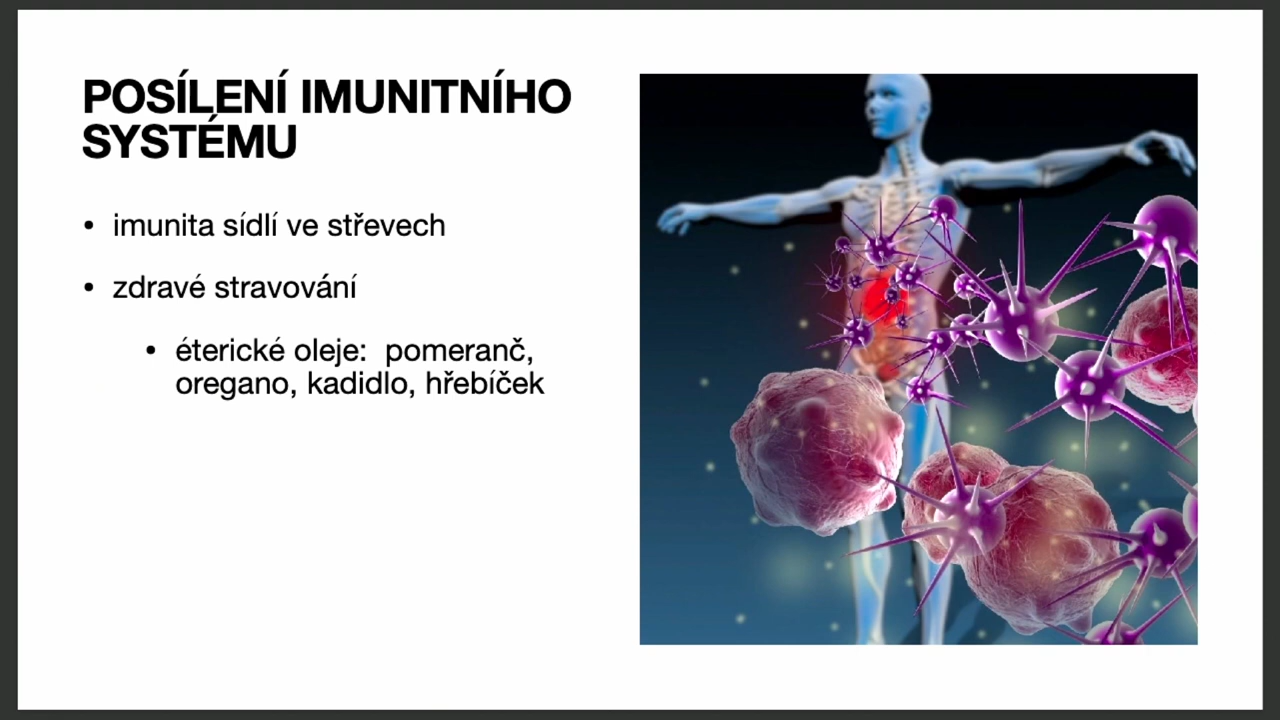 POSÍLENÍ IMUNITNÍHO
SYSTÉMU
• imunita sídlí ve střevech
• zdravé stravování
• éterické oleje:  pomeranč,
oregano, kadidlo, hřebíček